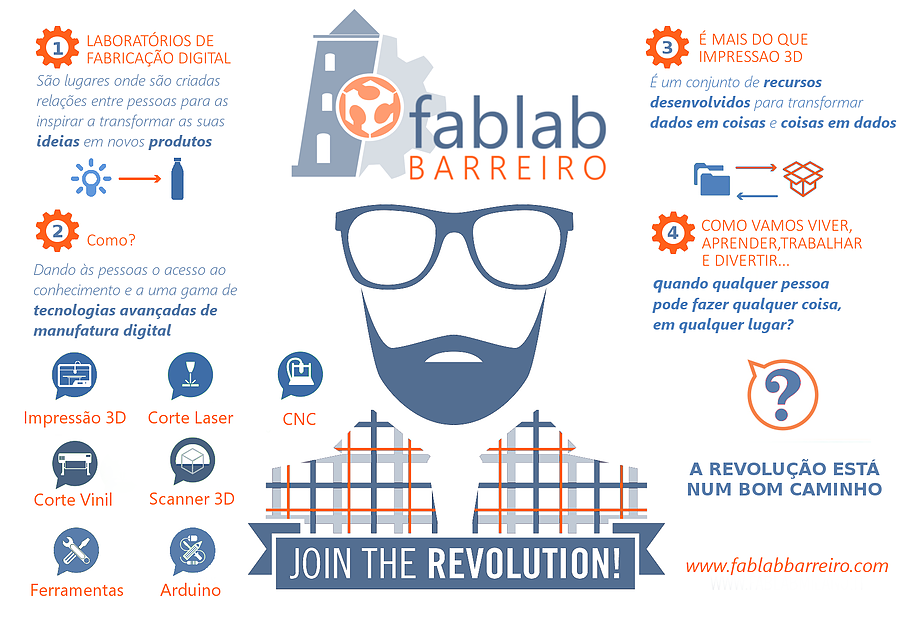 1
LABORATÓRIOS DE
FABRICAÇÃO DIGITAL
São lugares onde são criadas
relações entre pessoas para as
inspirar a transformar as suas
ideias em novos produtos
2
Como?
Dando às pessoas o acesso ao
conhecimento e a uma gama de
tecnologias avançadas de
manufatura digital
Impressão 3D
Corte Laser
CNC
Corte Vinil
Scanner 3D
Ferramentas
Arduino
fablab
BARREIRO
JOIN THE REVOLUTION!
3
É MAIS DO QUE
IMPRESSAO 3D
É um conjunto de recursos
desenvolvidos para transformar
dados em coisas e coisas em dados
4
COMO VAMOS VIVER,
APRENDER,TRABALHAR
E DIVERTIR...
quando qualquer pessoa
pode fazer qualquer coisa,
em qualquer lugar?
?
A REVOLUÇÃO ESTÁ
NUM BOM CAMINHO
www.fablabbarreiro.com